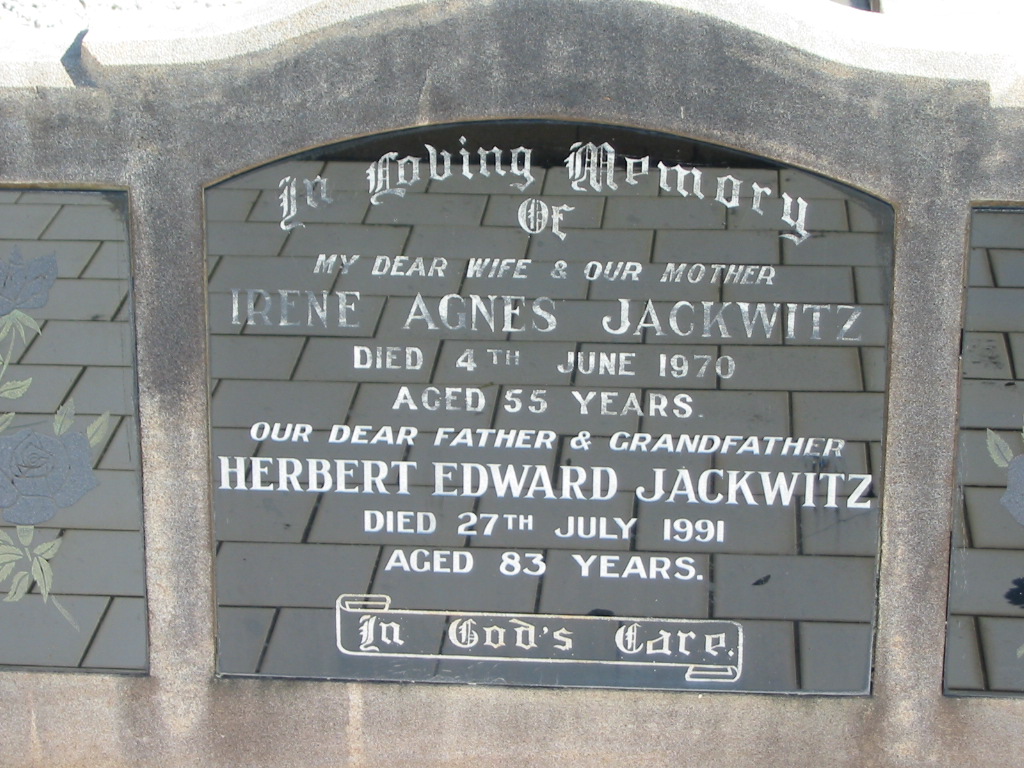 In Loving Memory
Of
MY DEAR WIFE & OUR MOTHER
IRENE AGNES JACKWITZ
DIED 4TH JUNE 1970
AGED 55 YEARS.
OUR DEAR FATHER & GRANDFATHER
HERBERT EDWARD JACKWITZ
DIED 27TH JULY 1991
AGED 83 YEARS.
In God's Care.